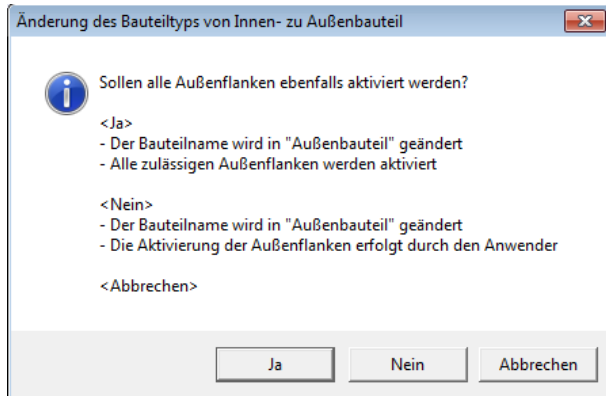 Änderung des Bauteiltyps von Innen- zu Außenbauteil
Sollen alle Außenflanken ebenfalls aktiviert werden?
<Ja>
- Der Bauteilname wird in "Außenbauteil" geändert
- Alle zulässigen Außenflanken werden aktiviert
<Nein>
- Der Bauteilname wird in "Außenbauteil" geändert
- Die Aktivierung der Außenflanken erfolgt durch den Anwender
<Abbrechen>
Ja
Nein
Abbrechen